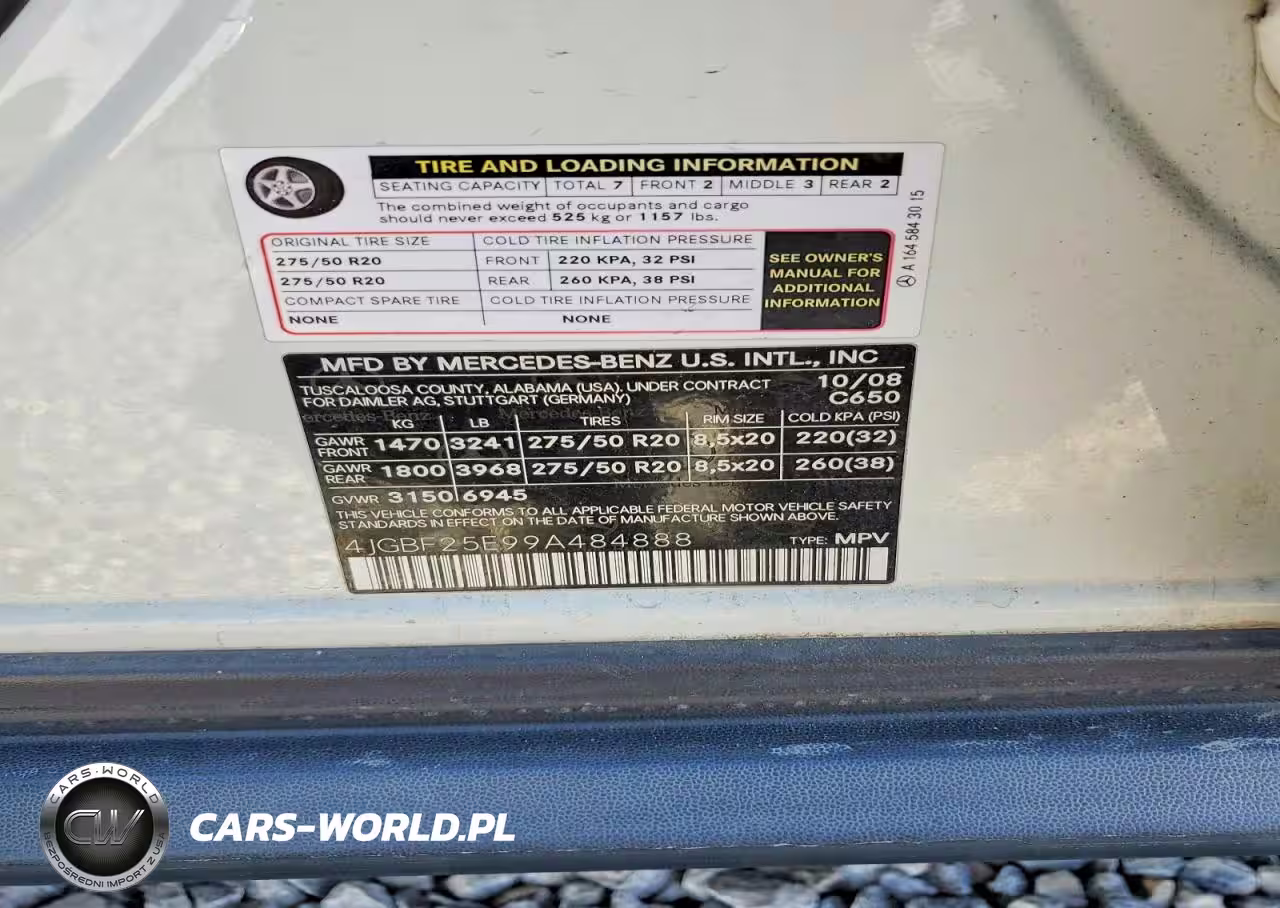 TIRE AND LOADING INFORMATION
SEATING CAPACITY TOTAL 7 FRONT 2 MIDDLE 3 REAR 2
The combined weight of occupants and cargo
should never exceed 525 kg or 1157 lbs.
ORIGINAL TIRE SIZE COLD TIRE INFLATION PRESSURE
275/50 R20 FRONT 220 KPA, 32 PSI
275/50 R20 REAR 260 KPA, 38 PSI
COMPACT SPARE TIRE COLD TIRE INFLATION PRESSURE
NONE NONE
SEE OWNER'S
MANUAL FOR
ADDITIONAL
INFORMATION
A 164 584 30 15
MFD BY MERCEDES-BENZ U.S. INTL., INC
TUSCALOOSA COUNTY, ALABAMA (USA), UNDER CONTRACT 10/08
FOR DAIMLER AG, STUTTGART (GERMANY) C650
KG LB TIRES RIM SIZE COLD KPA (PSI)
GAWR FRONT 1470 3241 275/50 R20 8,5x20 220(32)
GAWR REAR 1800 3968 275/50 R20 8,5x20 260(38)
GVWR 3150 6945
THIS VEHICLE CONFORMS TO ALL APPLICABLE FEDERAL MOTOR VEHICLE SAFETY
STANDARDS IN EFFECT ON THE DATE OF MANUFACTURE SHOWN ABOVE.
4JGBF25E99A484888 TYPE: MPV
CARS-WORLD
CW
BEZPOŚREDNI IMPORT Z USA
CARS-WORLD.PL